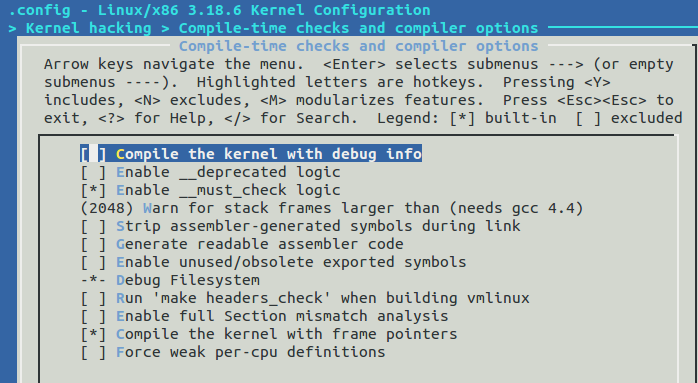 .config - Linux/x86 3.18.6 Kernel Configuration
> Kernel hacking > Compile-time checks and compiler options
Compile-time checks and compiler options
Arrow keys navigate the menu. <Enter> selects submenus ---> (or empty
submenus ----). Highlighted letters are hotkeys. Pressing <Y>
includes, <N> excludes, <M> modularizes features. Press <Esc><Esc> to
exit, <?> for Help, </> for Search. Legend: [*] built-in [ ] excluded
[ ] Compile the kernel with debug info
[ ] Enable __deprecated logic
[*] Enable __must_check logic
(2048) Warn for stack frames larger than (needs gcc 4.4)
[ ] Strip assembler-generated symbols during link
[ ] Generate readable assembler code
[ ] Enable unused/obsolete exported symbols
-*- Debug Filesystem
[ ] Run 'make headers_check' when building vmlinux
[ ] Enable full Section mismatch analysis
[*] Compile the kernel with frame pointers
[ ] Force weak per-cpu definitions